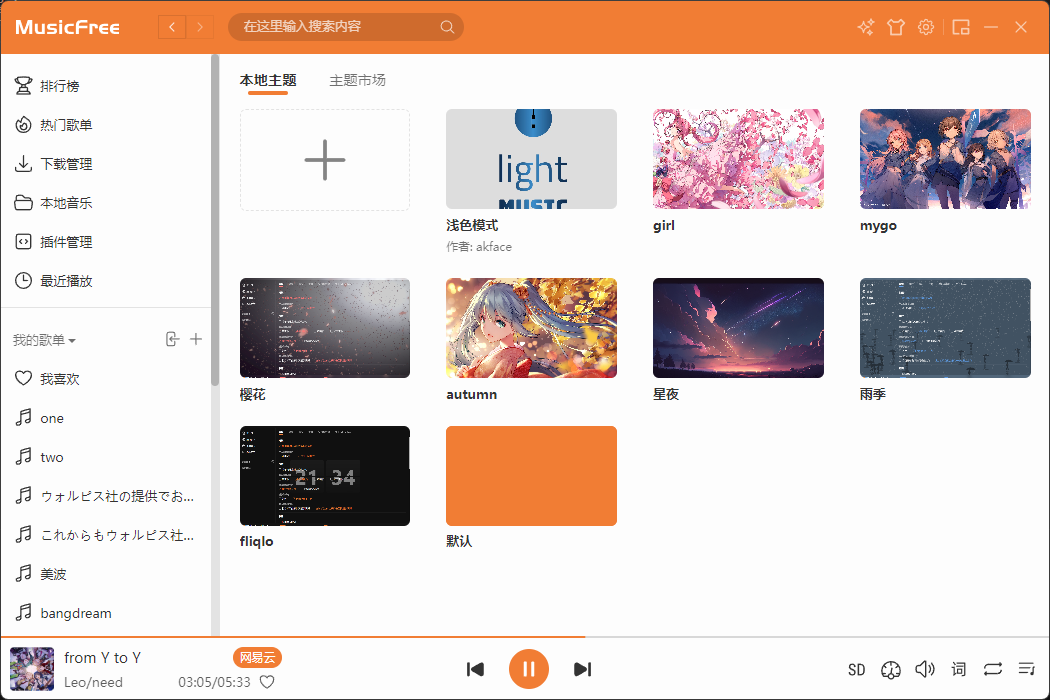 MusicFree
在这里输入搜索内容
排行榜
热门歌单
下载管理
本地音乐
插件管理
最近播放
我的歌单
我喜欢
one
two
ウォルピス社の提供でお...
これからもウォルピス社...
美波
bangdream
本地主题 主题市场
light
MUSIC
浅色模式
作者: akface
girl
mygo
樱花
autumn
星夜
雨季
21 34
fliqlo
默认
from Y to Y 网易云
Leo/need 03:05/05:33
SD 词